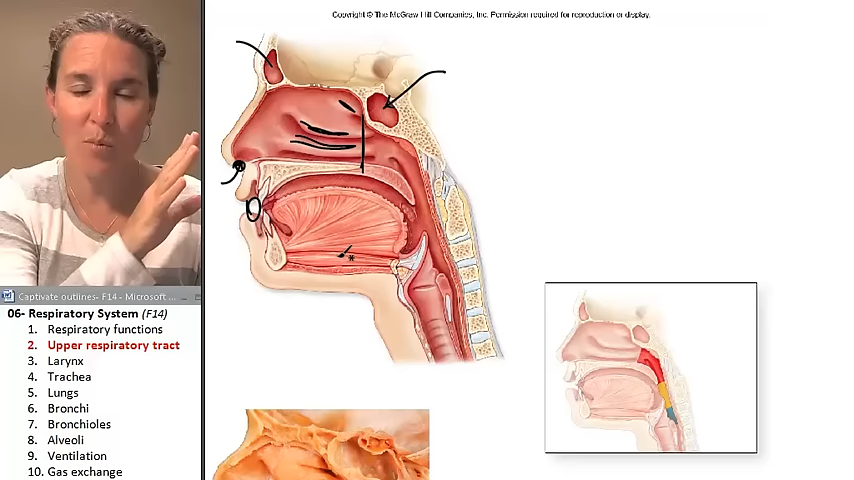 Copyright © The McGraw Hill Companies, Inc. Permission required for reproduction or display.
Captivate outlines- F14 - Microsoft ...
06- Respiratory System (F14)
1. Respiratory functions
2. Upper respiratory tract
3. Larynx
4. Trachea
5. Lungs
6. Bronchi
7. Bronchioles
8. Alveoli
9. Ventilation
10. Gas exchange